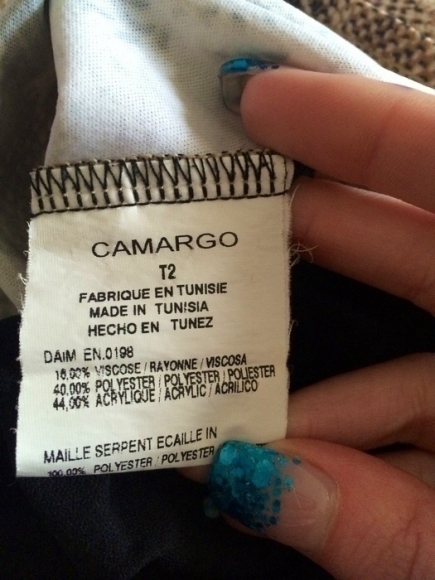 CAMARGO
T2
FABRIQUE EN TUNISIE
MADE IN TUNISIA
HECHO EN TUNEZ
DAIM EN.0198
16,00% VISCOSE / RAYONNE / VISCOSA
40,00% POLYESTER / POLYESTER / POLIESTER
44,00% ACRYLIQUE / ACRYLIC / ACRILICO
MAILLE SERPENT ECAILLE IN
100,00% POLYESTER / POLYESTER